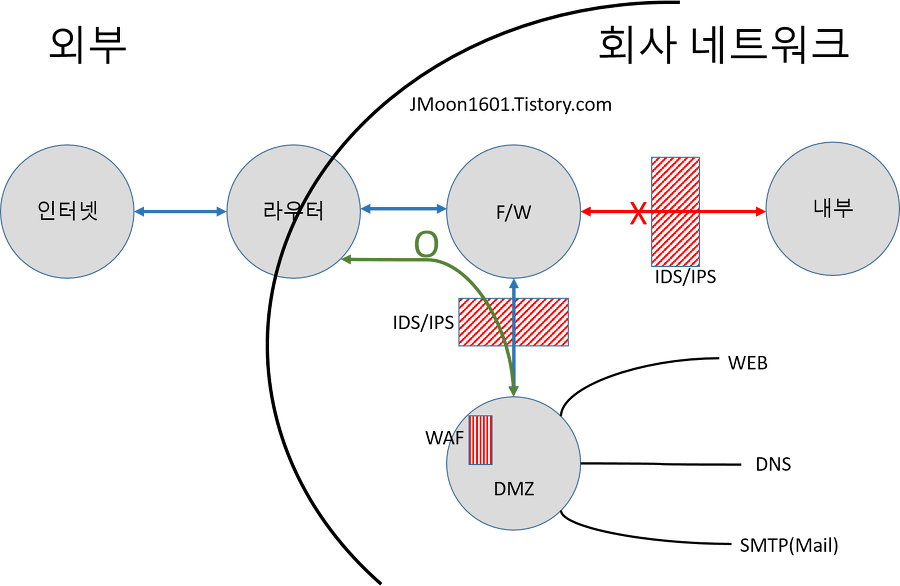 외부
회사 네트워크
JMoon1601.Tistory.com
인터넷
라우터
F/W
내부
X
O
IDS/IPS
IDS/IPS
WEB
WAF
DMZ
DNS
SMTP(Mail)